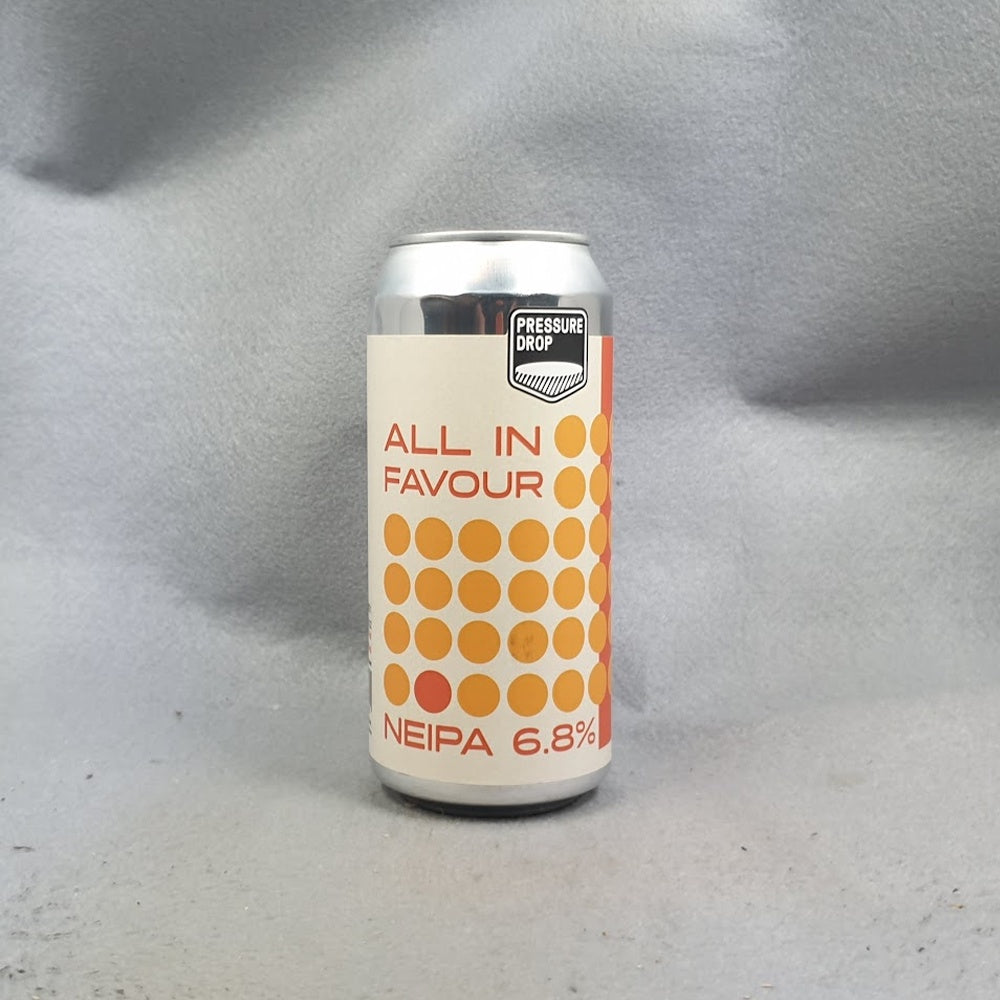 PRESSURE
DROP
ALL IN
FAVOUR
NEIPA 6.8%